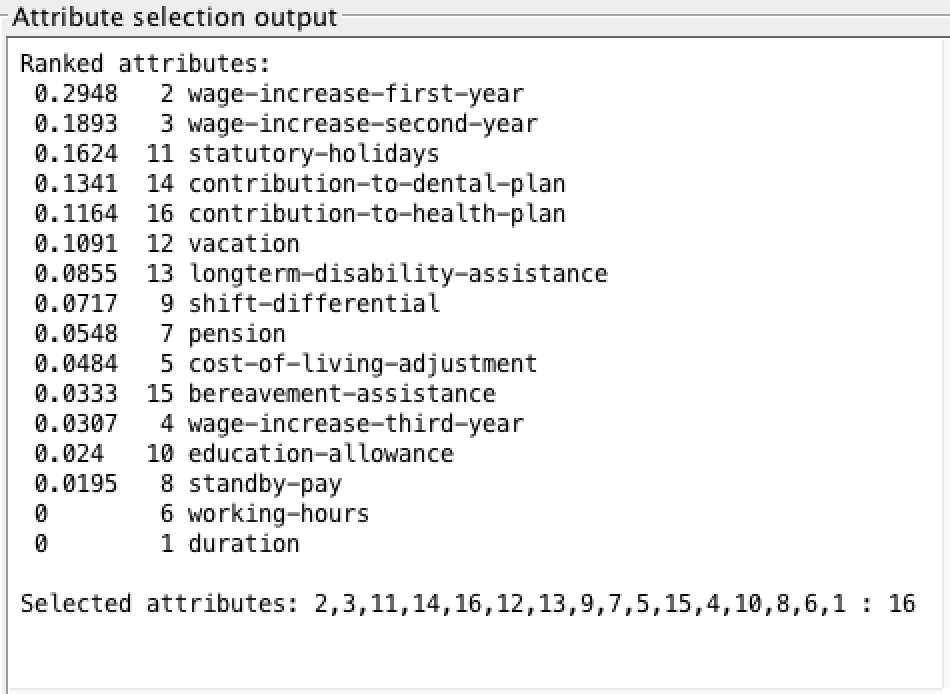 Attribute selection output
Ranked attributes:
0.2948 2 wage-increase-first-year
0.1893 3 wage-increase-second-year
0.1624 11 statutory-holidays
0.1341 14 contribution-to-dental-plan
0.1164 16 contribution-to-health-plan
0.1091 12 vacation
0.0855 13 longterm-disability-assistance
0.0717 9 shift-differential
0.0548 7 pension
0.0484 5 cost-of-living-adjustment
0.0333 15 bereavement-assistance
0.0307 4 wage-increase-third-year
0.024 10 education-allowance
0.0195 8 standby-pay
0 6 working-hours
0 1 duration
Selected attributes: 2,3,11,14,16,12,13,9,7,5,15,4,10,8,6,1 : 16